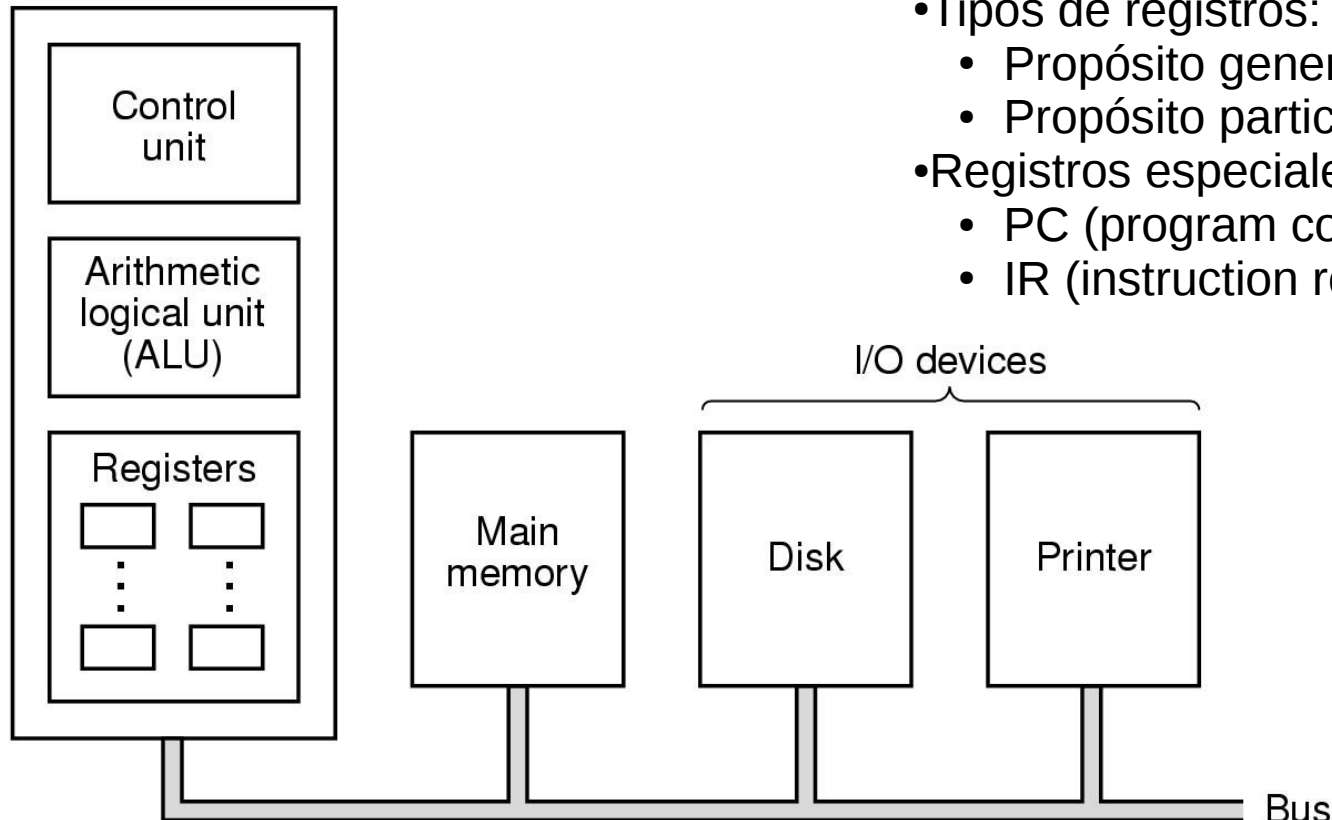 •Tipos de registros:
• Propósito gener
• Propósito partic
•Registros especiale
• PC (program co
• IR (instruction re
Control
unit
Arithmetic
logical unit
(ALU)
Registers
I/O devices
Main
memory
Disk
Printer
Bus